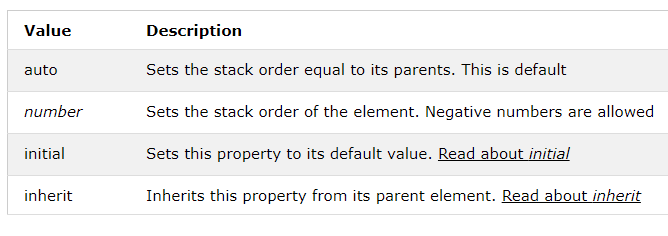 Value Description
auto Sets the stack order equal to its parents. This is default
number Sets the stack order of the element. Negative numbers are allowed
initial Sets this property to its default value. Read about initial
inherit Inherits this property from its parent element. Read about inherit